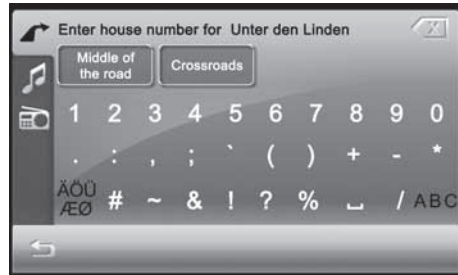 Enter house number for Unter den Linden
Middle of
the road
Crossroads
1 2 3 4 5 6 7 8 9 0
. : , ; ` ( ) + - *
ÄÖÜ
ÆØ # ~ & ! ? % ⎵ / ABC